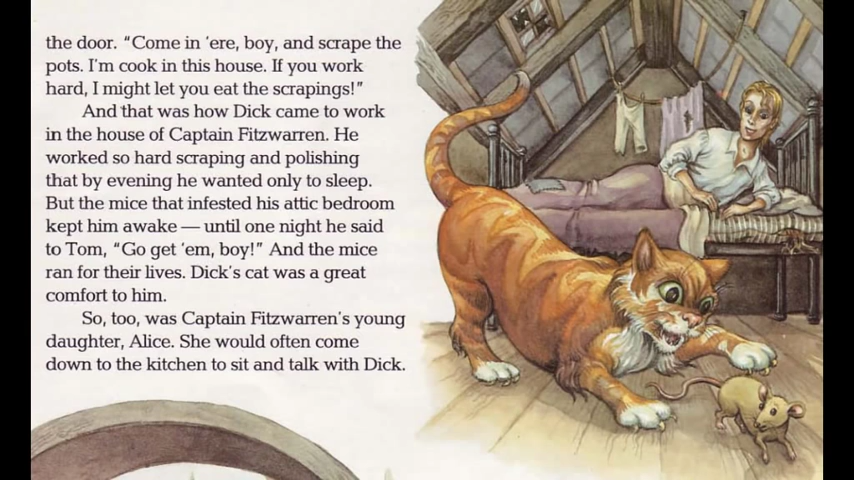 the door. “Come in ’ere, boy, and scrape the
pots. I’m cook in this house. If you work
hard, I might let you eat the scrapings!”
And that was how Dick came to work
in the house of Captain Fitzwarren. He
worked so hard scraping and polishing
that by evening he wanted only to sleep.
But the mice that infested his attic bedroom
kept him awake — until one night he said
to Tom, “Go get ’em, boy!” And the mice
ran for their lives. Dick’s cat was a great
comfort to him.
So, too, was Captain Fitzwarren’s young
daughter, Alice. She would often come
down to the kitchen to sit and talk with Dick.